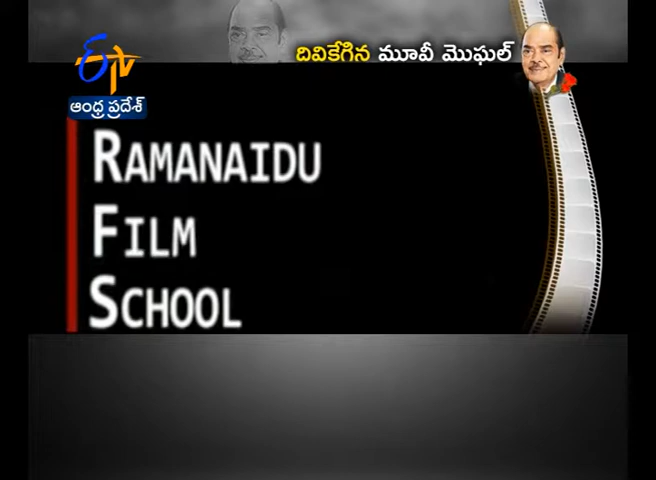 దివికేగిన మూవీ మొఘల్
ETV
ఆంధ్ర ప్రదేశ్
RAMANAIDU
FILM
SCHOOL